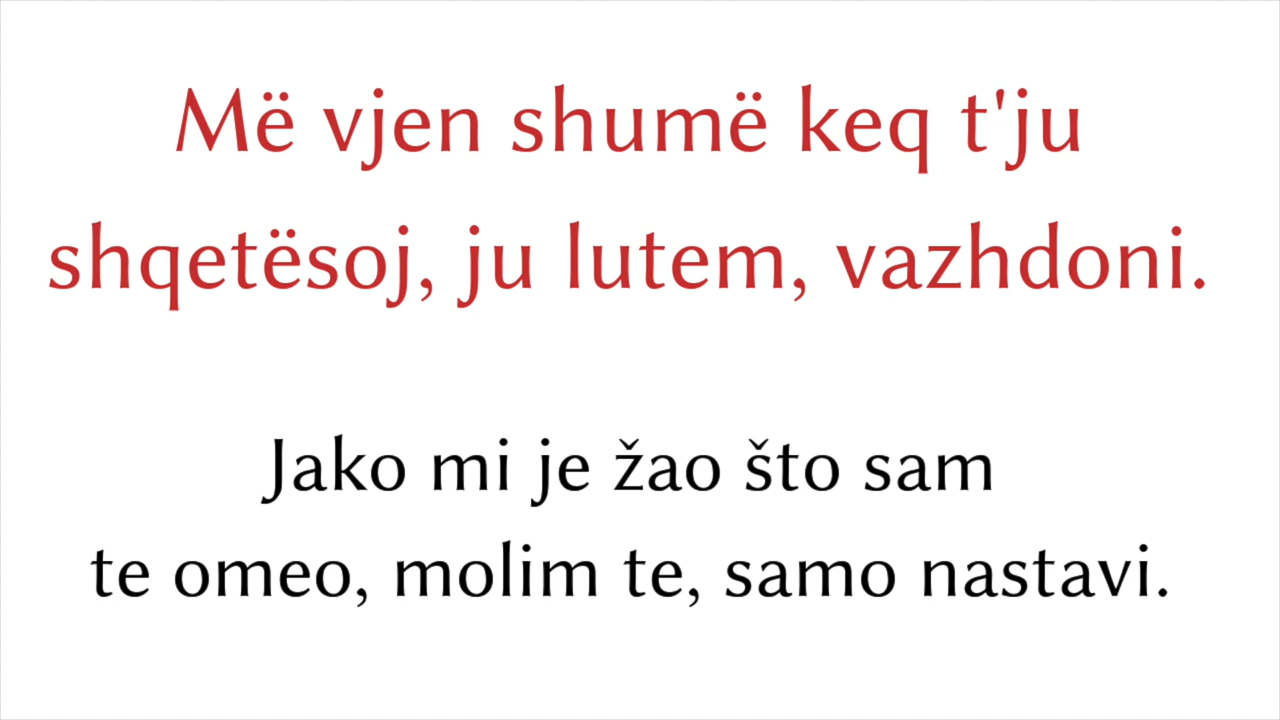 Më vjen shumë keq t'ju
shqetësoj, ju lutem, vazhdoni.
Jako mi je žao što sam
te omeo, molim te, samo nastavi.